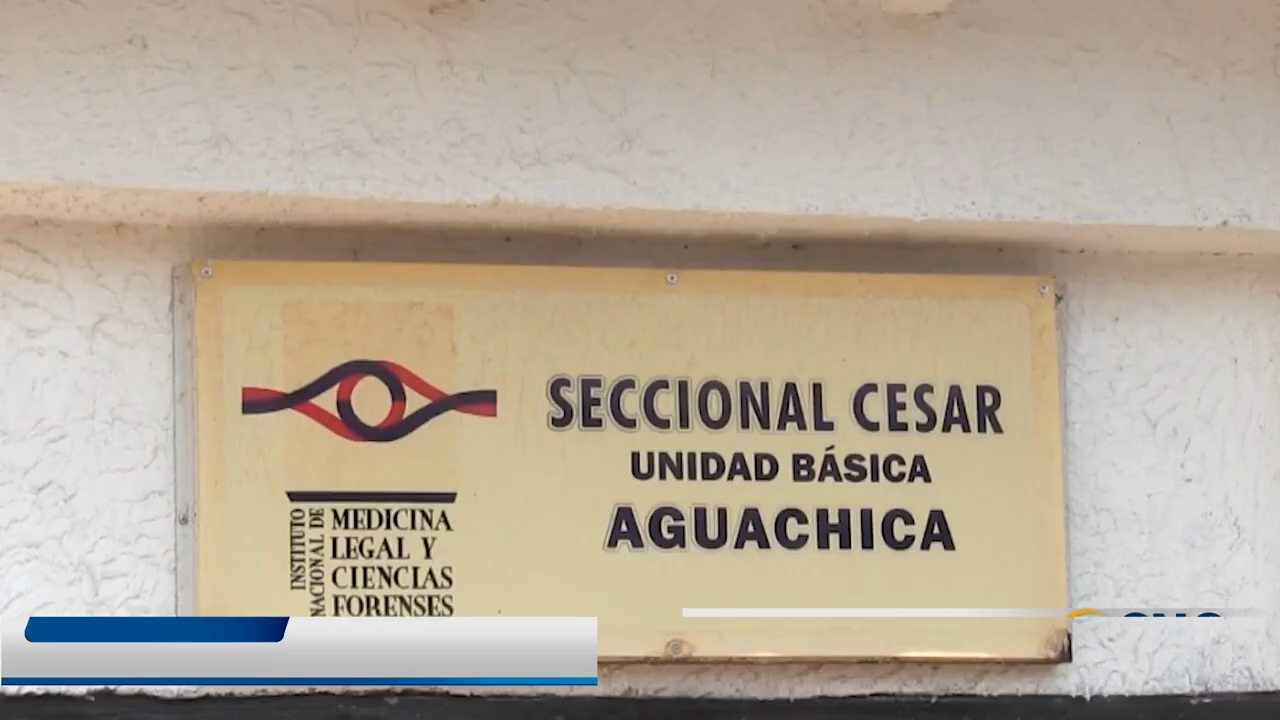 SECCIONAL CESAR
UNIDAD BÁSICA
AGUACHICA
INSTITUTO
NACIONAL DE
MEDICINA
LEGAL Y
CIENCIAS
FORENSES